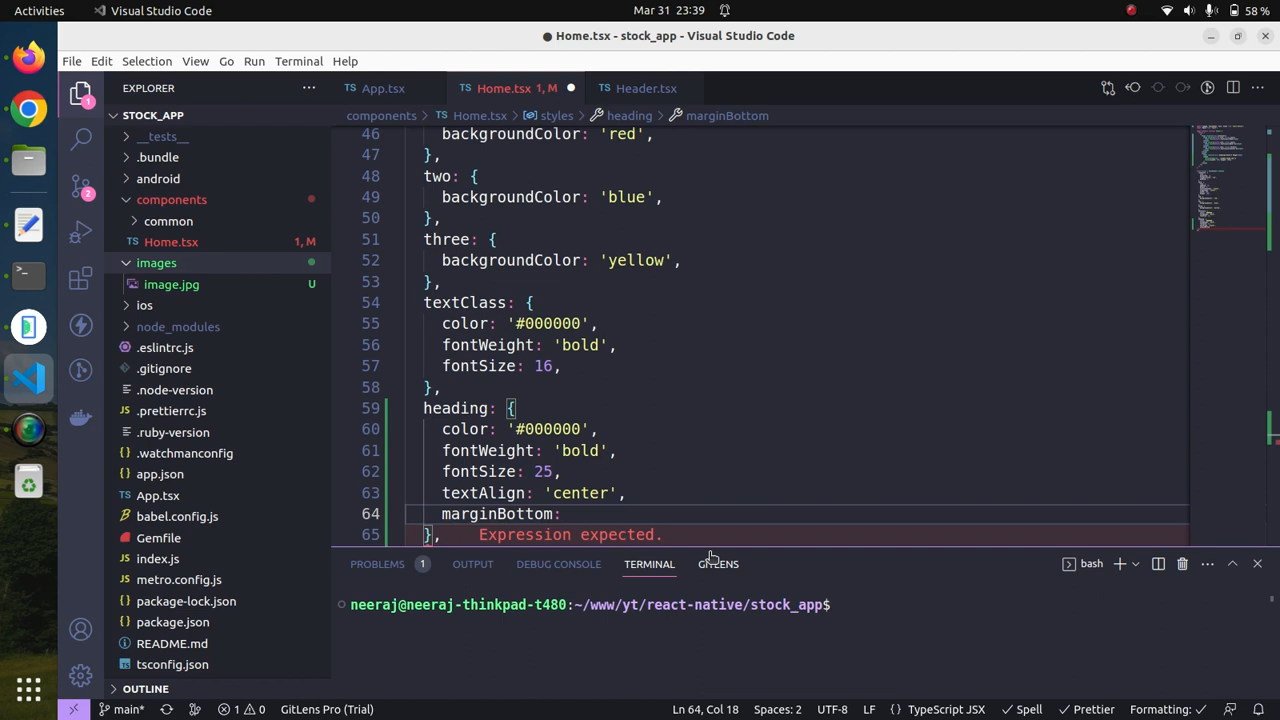 Activities
Visual Studio Code
Mar 31 23:39
58 %
● Home.tsx - stock_app - Visual Studio Code
File Edit Selection View Go Run Terminal Help
EXPLORER
App.tsx
Home.tsx 1, M
Header.tsx
STOCK_APP
components > Home.tsx > styles > heading > marginBottom
__tests__
.bundle
android
components
common
Home.tsx 1, M
images
image.jpg U
ios
node_modules
.eslintrc.js
.gitignore
.node-version
.prettierrc.js
.ruby-version
.watchmanconfig
app.json
App.tsx
babel.config.js
Gemfile
index.js
metro.config.js
package-lock.json
package.json
README.md
tsconfig.json
OUTLINE
1
2
46 backgroundColor: 'red',
47 },
48 two: {
49 backgroundColor: 'blue',
50 },
51 three: {
52 backgroundColor: 'yellow',
53 },
54 textClass: {
55 color: '#000000',
56 fontWeight: 'bold',
57 fontSize: 16,
58 },
59 heading: {
60 color: '#000000',
61 fontWeight: 'bold',
62 fontSize: 25,
63 textAlign: 'center',
64 marginBottom:
65 }, Expression expected.
PROBLEMS 1 OUTPUT DEBUG CONSOLE TERMINAL GITLENS
bash
neeraj@neeraj-thinkpad-t480:~/www/yt/react-native/stock_app$
main* 1 0 GitLens Pro (Trial) Ln 64, Col 18 Spaces: 2 UTF-8 LF {} TypeScript JSX Spell Prettier Formatting: